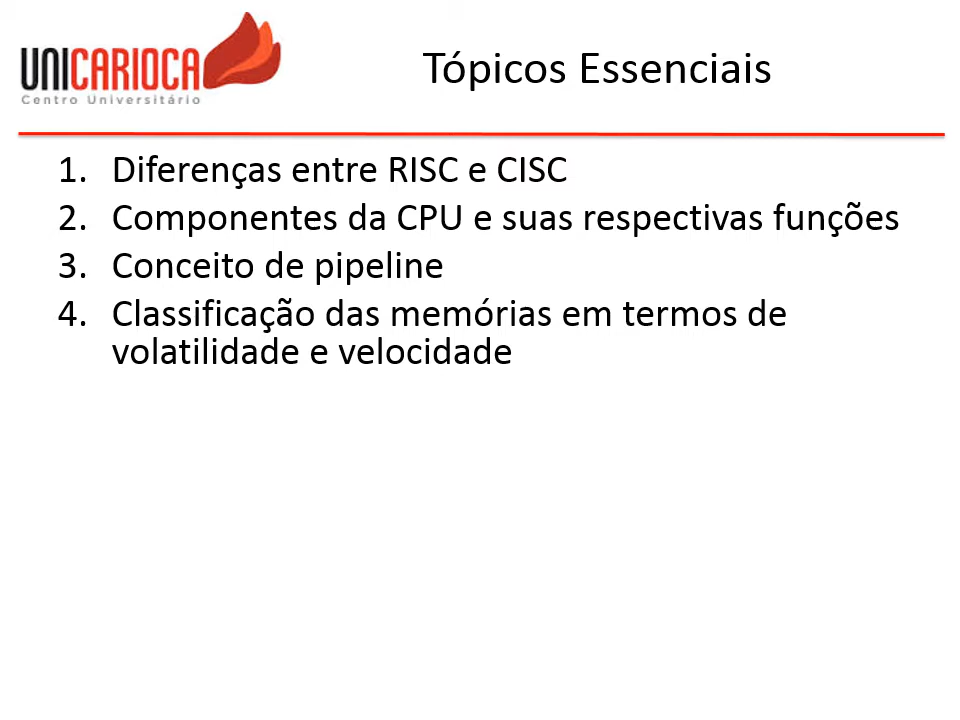 UNICARIOCA
Centro Universitário
Tópicos Essenciais
1. Diferenças entre RISC e CISC
2. Componentes da CPU e suas respectivas funções
3. Conceito de pipeline
4. Classificação das memórias em termos de
volatilidade e velocidade